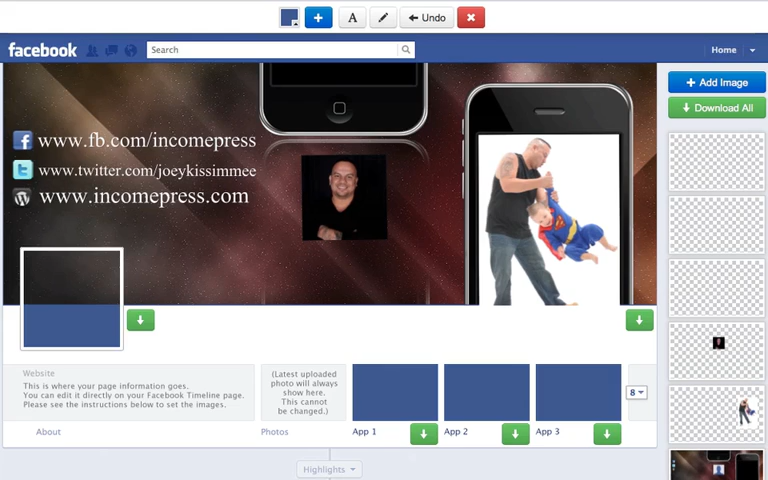 A
Undo
facebook
Search
Home
Add Image
Download All
www.fb.com/incomepress
www.twitter.com/joeykissimmee
www.incomepress.com
Website
This is where your page information goes.
You can edit it directly on your Facebook Timeline page.
Please see the instructions below to set the images.
(Latest uploaded
photo will always
show here.
This cannot
be changed.)
8
About
Photos
App 1
App 2
App 3
Highlights